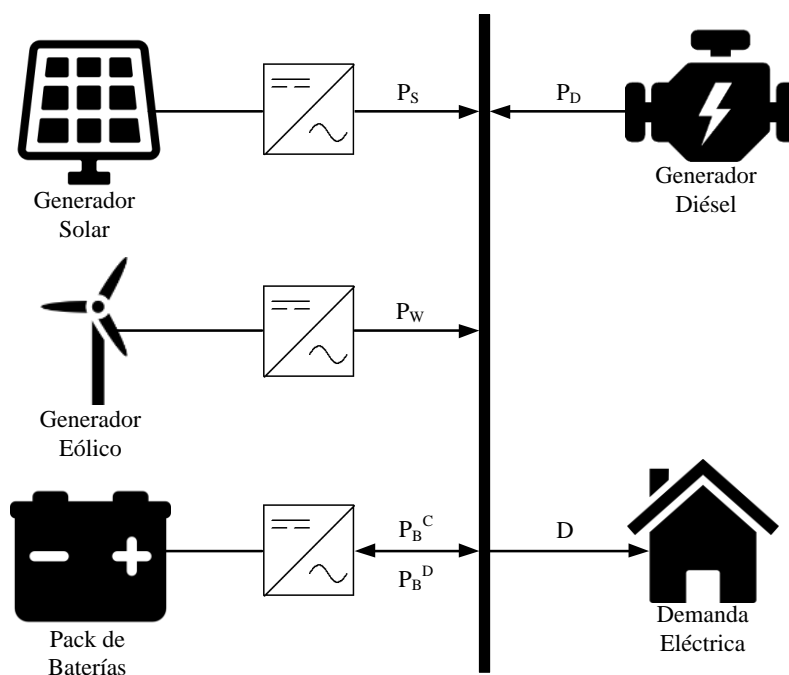 P_S
P_D
Generador
Solar
Generador
Diésel
P_W
Generador
Eólico
P_B^C
P_B^D
D
Pack de
Baterías
Demanda
Eléctrica